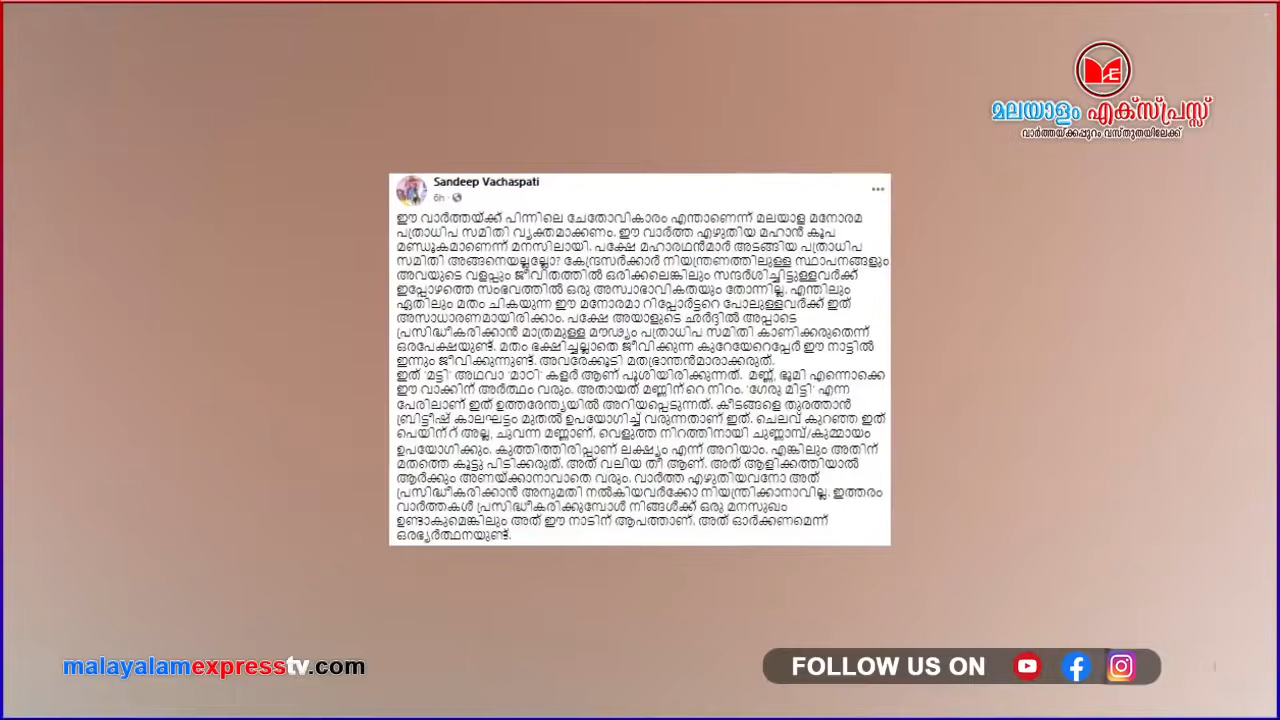 മലയാളം എക്സ്പ്രസ്സ്
വാർത്തയ്ക്കപ്പുറം വസ്തുതയിലേക്ക്
Sandeep Vachaspati
6h
ഈ വാർത്തയ്ക്ക് പിന്നിലെ ചേതോവികാരം എന്താണെന്ന് മലയാള മനോരമ
പത്രാധിപ സമിതി വ്യക്തമാക്കണം. ഈ വാർത്ത എഴുതിയ മഹാൻ കൂപ
മണ്ഡൂകമാണെന്ന് മനസിലായി. പക്ഷേ മഹാരഥൻമാർ അടങ്ങിയ പത്രാധിപ
സമിതി അങ്ങനെയല്ലല്ലോ? കേന്ദ്രസർക്കാർ നിയന്ത്രണത്തിലുള്ള സ്ഥാപനങ്ങളും
അവയുടെ വളപ്പും ജീവിതത്തിൽ ഒരിക്കലെങ്കിലും സന്ദർശിച്ചിട്ടുള്ളവർക്ക്
ഇപ്പോഴത്തെ സംഭവത്തിൽ ഒരു അസ്വാഭാവികതയും തോന്നില്ല. എന്തിലും
ഏതിലും മതം ചികയുന്ന ഈ മനോരമാ റിപ്പോർട്ടറെ പോലുള്ളവർക്ക് ഇത്
അസാധാരണമായിരിക്കാം. പക്ഷേ അയാളുടെ ഛർദ്ദിൽ അപ്പാടെ
പ്രസിദ്ധീകരിക്കാൻ മാത്രമുള്ള മൗഢ്യം പത്രാധിപ സമിതി കാണിക്കരുതെന്ന്
ഒരപേക്ഷയുണ്ട്. മതം ഭക്ഷിച്ചല്ലാതെ ജീവിക്കുന്ന കുറേയേറെപ്പേർ ഈ നാട്ടിൽ
ഇന്നും ജീവിക്കുന്നുണ്ട്. അവരേക്കൂടി മതഭ്രാന്തൻമാരാക്കരുത്.
ഇത് 'മട്ടി' അഥവാ 'മാഠി' കളർ ആണ് പൂശിയിരിക്കുന്നത്. മണ്ണ്, ഭൂമി എന്നൊക്കെ
ഈ വാക്കിന് അർത്ഥം വരും. അതായത് മണ്ണിന്റെ നിറം. 'ഗേരു മിട്ടി' എന്ന
പേരിലാണ് ഇത് ഉത്തരേന്ത്യയിൽ അറിയപ്പെടുന്നത്. കീടങ്ങളെ തുരത്താൻ
ബ്രിട്ടീഷ് കാലഘട്ടം മുതൽ ഉപയോഗിച്ച് വരുന്നതാണ് ഇത്. ചെലവ് കുറഞ്ഞ ഇത്
പെയിന്റ് അല്ല, ചുവന്ന മണ്ണാണ്. വെളുത്ത നിറത്തിനായി ചുണ്ണാമ്പ്/കുമ്മായം
ഉപയോഗിക്കും. കുത്തിത്തിരിപ്പാണ് ലക്ഷ്യം എന്ന് അറിയാം. എങ്കിലും അതിന്
മതത്തെ കൂട്ടു പിടിക്കരുത്. അത് വലിയ തീ ആണ്. അത് ആളിക്കത്തിയാൽ
ആർക്കും അണയ്ക്കാനാവാതെ വരും. വാർത്ത എഴുതിയവനോ അത്
പ്രസിദ്ധീകരിക്കാൻ അനുമതി നൽകിയവർക്കോ നിയന്ത്രിക്കാനാവില്ല. ഇത്തരം
വാർത്തകൾ പ്രസിദ്ധീകരിക്കുമ്പോൾ നിങ്ങൾക്ക് ഒരു മനസുഖം
ഉണ്ടാകുമെങ്കിലും അത് ഈ നാടിന് ആപത്താണ്. അത് ഓർക്കണമെന്ന്
ഒരഭ്യർത്ഥനയുണ്ട്.
malayalamexpresstv.com
FOLLOW US ON